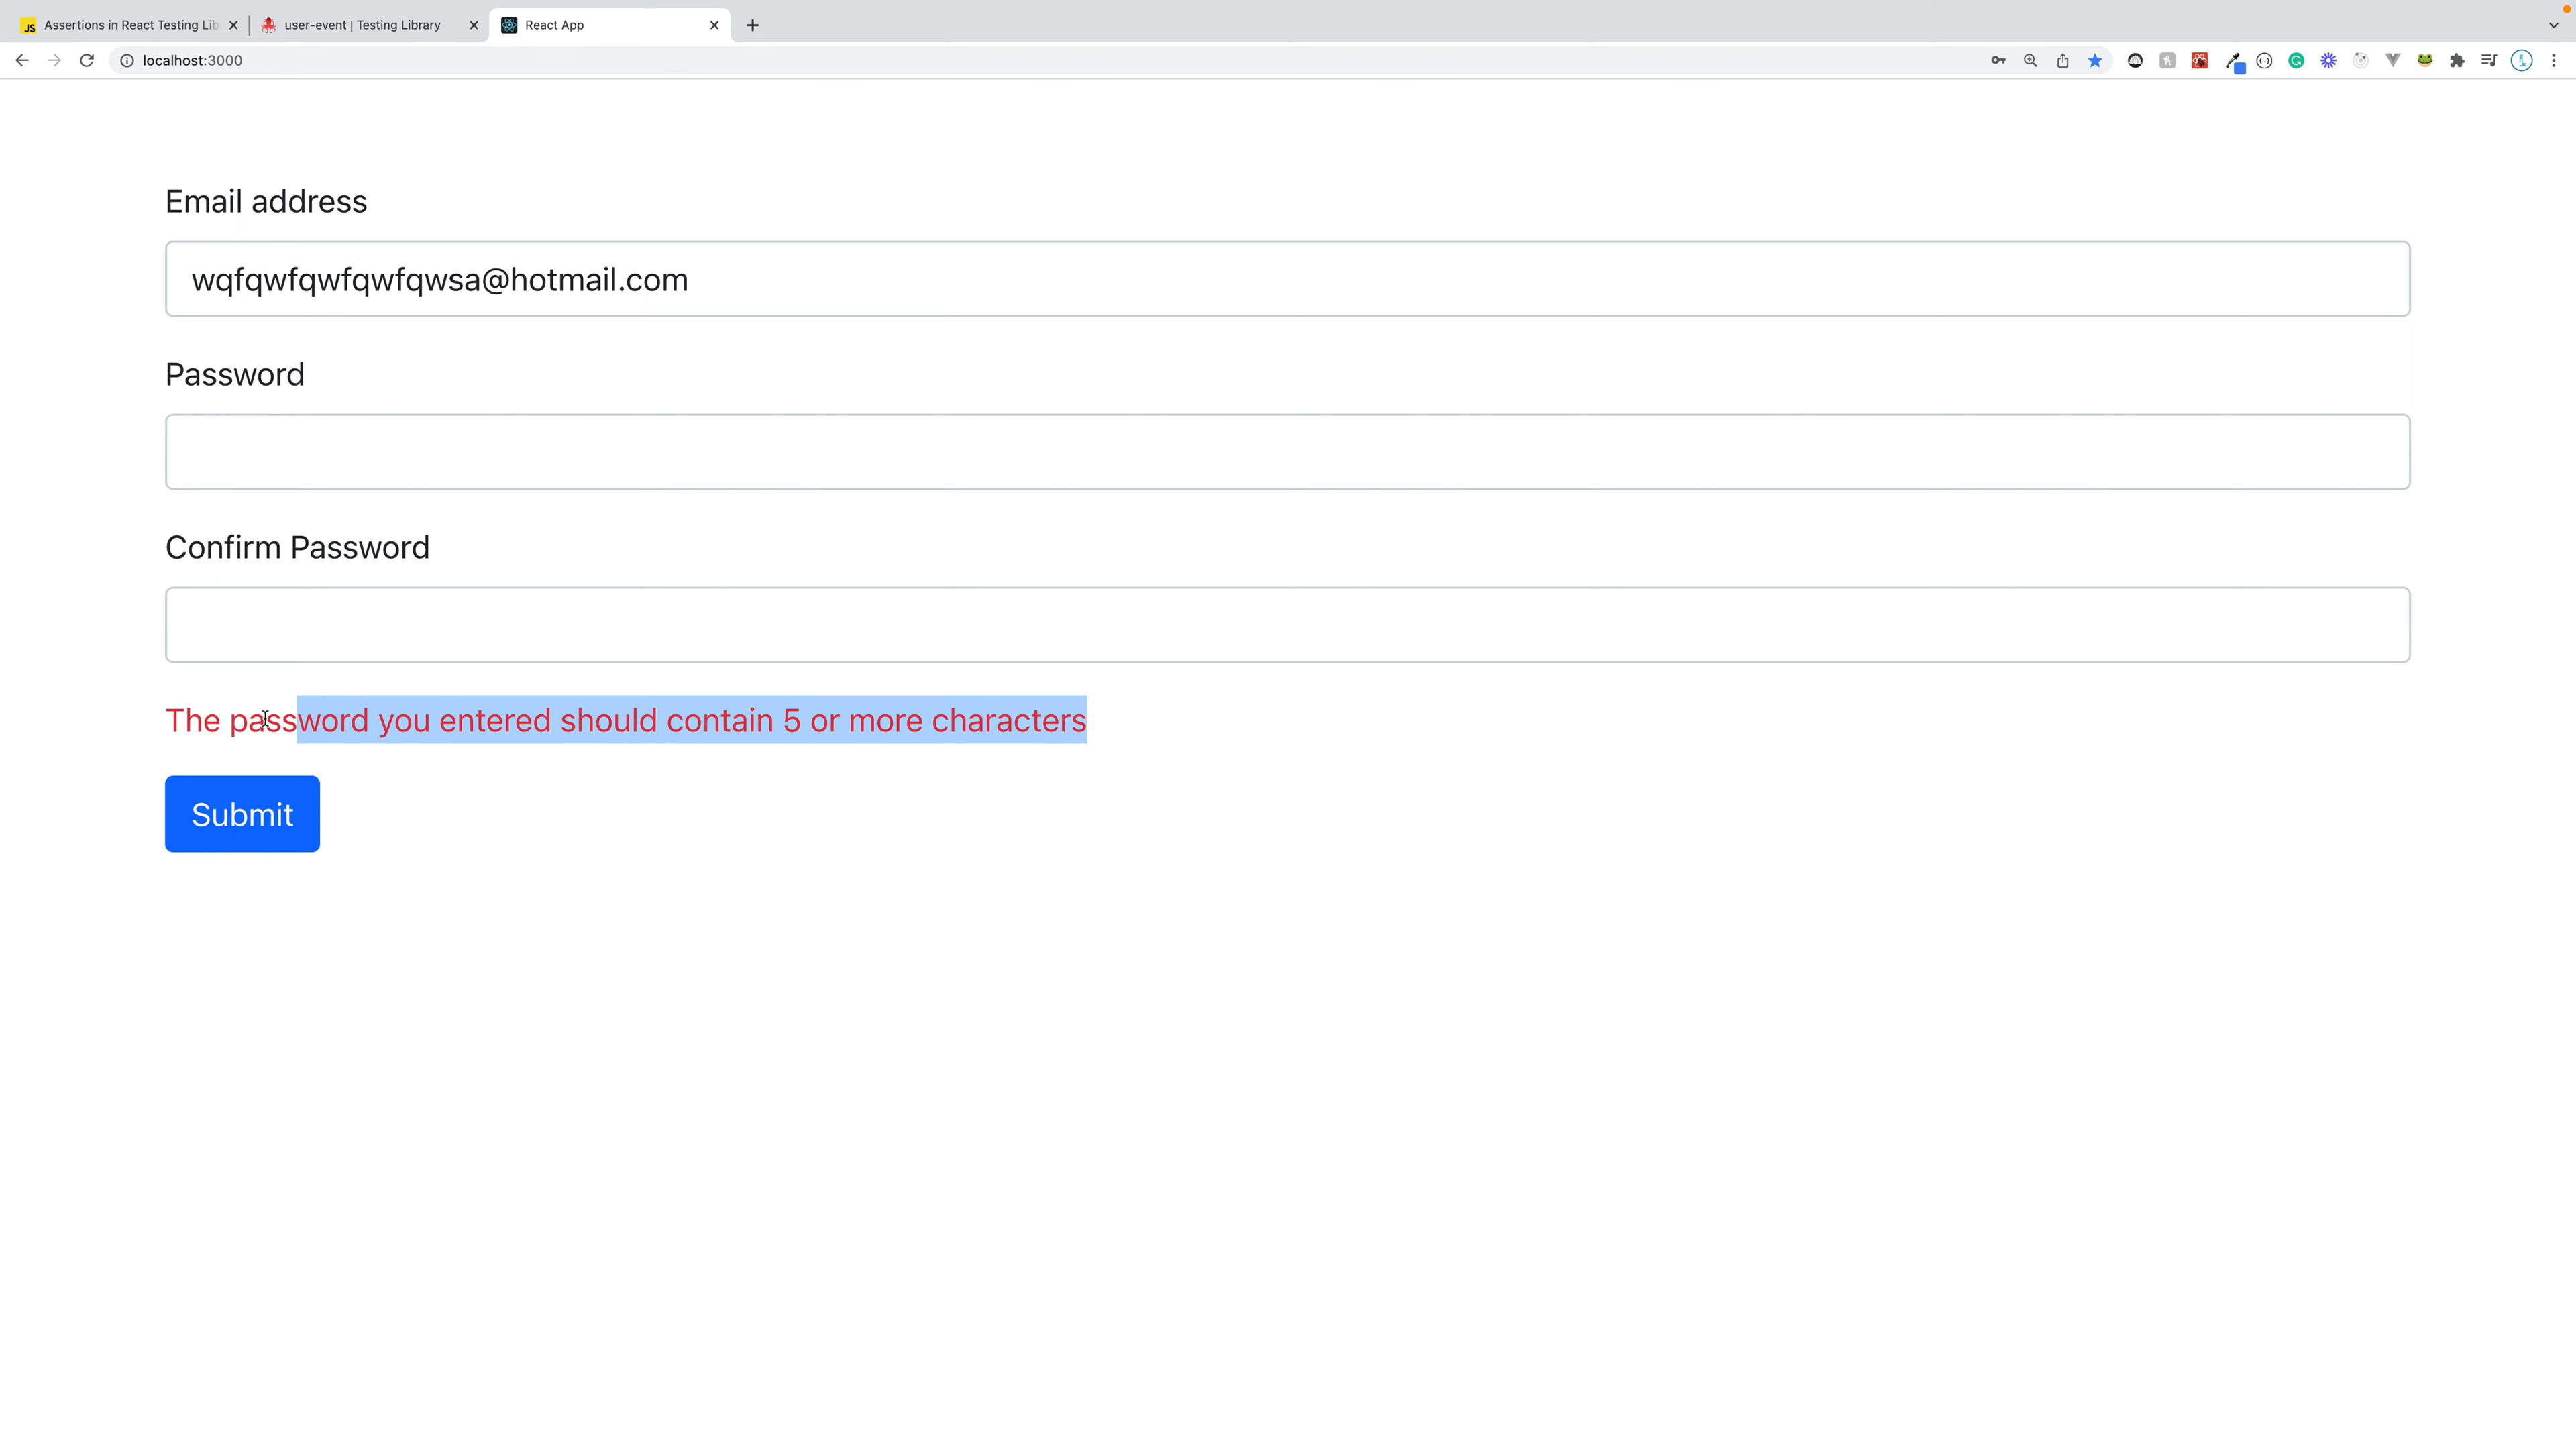 Assertions in React Testing Lib
user-event | Testing Library
React App
localhost:3000
Email address
wqfqwfqwfqwfqwsa@hotmail.com
Password
Confirm Password
The password you entered should contain 5 or more characters
Submit